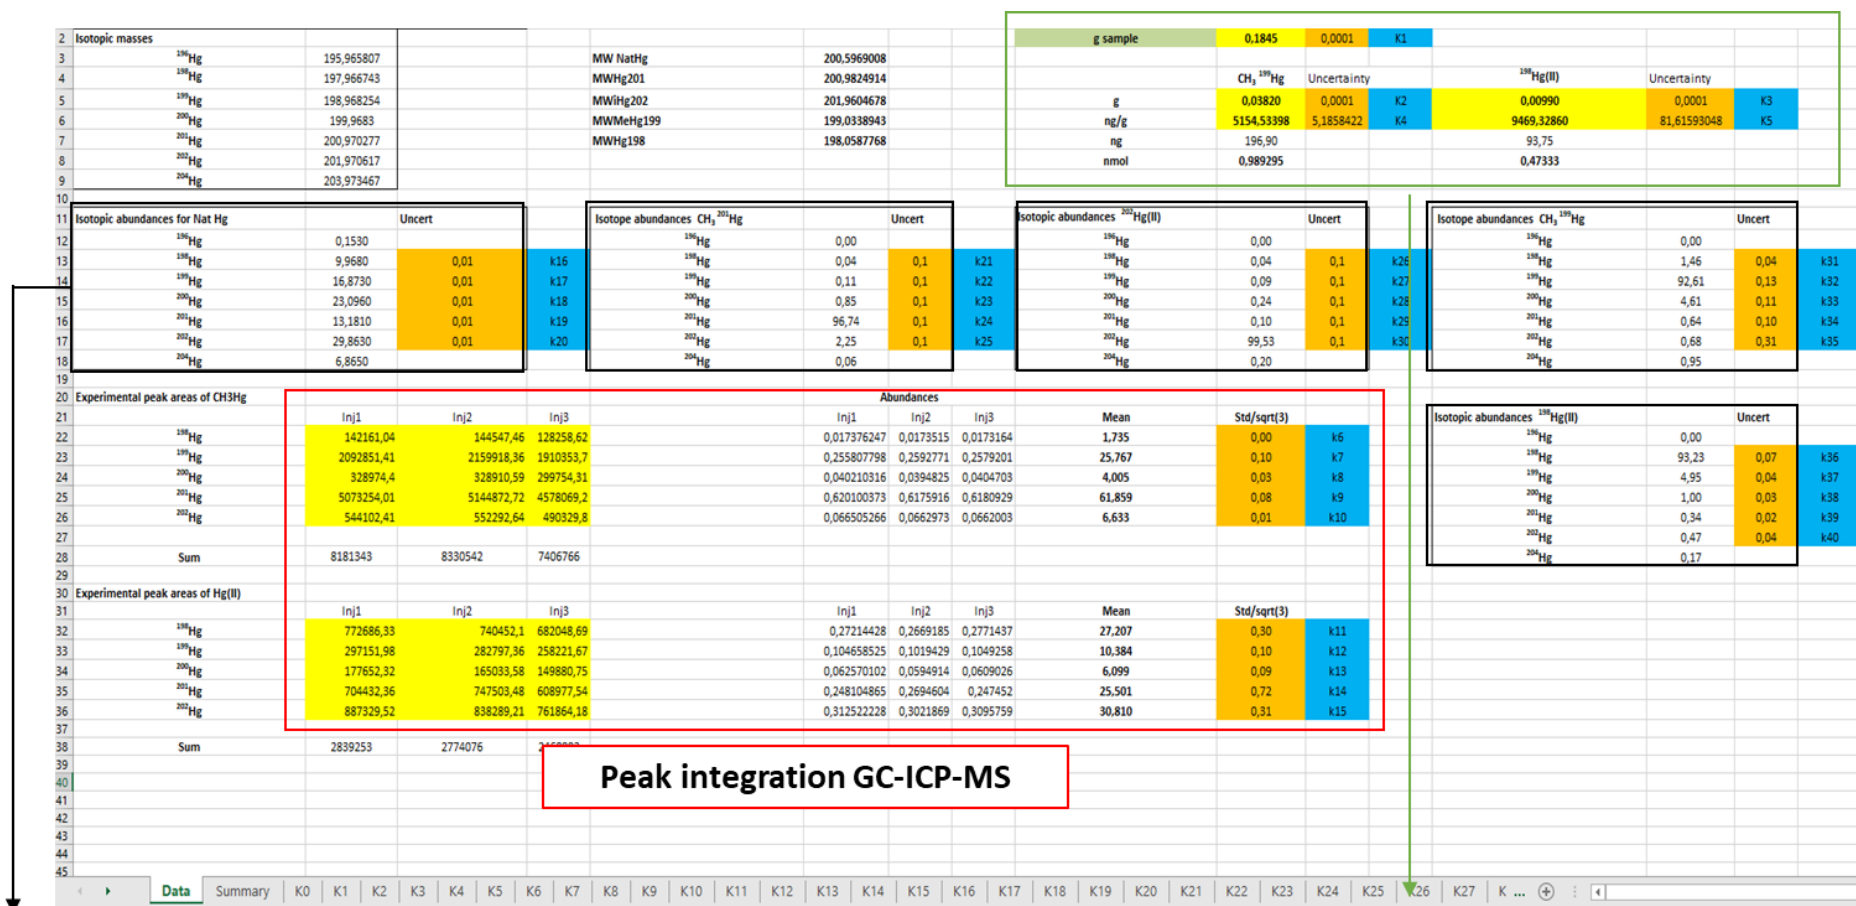 2 Isotopic masses g sample 0,1845 0,0001 K1
3 196Hg 195,965807 MW NatHg 200,5969008
4 198Hg 197,966743 MWHg201 200,9824914 CH3 199Hg Uncertainty 198Hg(II) Uncertainty
5 199Hg 198,968254 MWiHg202 201,9604678 g 0,03820 0,0001 K2 0,00990 0,0001 K3
6 200Hg 199,9683 MWMeHg199 199,0338943 ng/g 5154,53398 5,1858422 K4 9469,32860 81,61593048 K5
7 201Hg 200,970277 MWHg198 198,0587768 ng 196,90 93,75
8 202Hg 201,970617 nmol 0,989295 0,47333
9 204Hg 203,973467
10
11 Isotopic abundances for Nat Hg Uncert Isotope abundances CH3 201Hg Uncert Isotopic abundances 202Hg(II) Uncert Isotope abundances CH3 199Hg Uncert
12 196Hg 0,1530 196Hg 0,00 196Hg 0,00 196Hg 0,00
13 198Hg 9,9680 0,01 k16 198Hg 0,04 0,1 k21 198Hg 0,04 0,1 k26 198Hg 1,46 0,04 k31
14 199Hg 16,8730 0,01 k17 199Hg 0,11 0,1 k22 199Hg 0,09 0,1 k27 199Hg 92,61 0,13 k32
15 200Hg 23,0960 0,01 k18 200Hg 0,85 0,1 k23 200Hg 0,24 0,1 k28 200Hg 4,61 0,11 k33
16 201Hg 13,1810 0,01 k19 201Hg 96,74 0,1 k24 201Hg 0,10 0,1 k29 201Hg 0,64 0,10 k34
17 202Hg 29,8630 0,01 k20 202Hg 2,25 0,1 k25 202Hg 99,53 0,1 k30 202Hg 0,68 0,31 k35
18 204Hg 6,8650 204Hg 0,06 204Hg 0,20 204Hg 0,95
19
20 Experimental peak areas of CH3Hg Abundances
21 Inj1 Inj2 Inj3 Inj1 Inj2 Inj3 Mean Std/sqrt(3) Isotopic abundances 198Hg(II) Uncert
22 198Hg 142161,04 144547,46 128258,62 0,017376247 0,0173515 0,0173164 1,735 0,00 k6 196Hg 0,00
23 199Hg 2092851,41 2159918,36 1910353,7 0,255807798 0,2592771 0,2579201 25,767 0,10 k7 198Hg 93,23 0,07 k36
24 200Hg 328974,4 328910,59 299754,31 0,040210316 0,0394825 0,0404703 4,005 0,03 k8 199Hg 4,95 0,04 k37
25 201Hg 5073254,01 5144872,72 4578069,2 0,620100373 0,6175916 0,6180929 61,859 0,08 k9 200Hg 1,00 0,03 k38
26 202Hg 544102,41 552292,64 490329,8 0,066505266 0,0662973 0,0662003 6,633 0,01 k10 201Hg 0,34 0,02 k39
27 202Hg 0,47 0,04 k40
28 Sum 8181343 8330542 7406766 204Hg 0,17
29
30 Experimental peak areas of Hg(II)
31 Inj1 Inj2 Inj3 Inj1 Inj2 Inj3 Mean Std/sqrt(3)
32 198Hg 772686,33 740452,1 682048,69 0,27214428 0,2669185 0,2771437 27,207 0,30 k11
33 199Hg 297151,98 282797,36 258221,67 0,104658525 0,1019429 0,1049258 10,384 0,10 k12
34 200Hg 177652,32 165033,58 149880,75 0,062570102 0,0594914 0,0609026 6,099 0,09 k13
35 201Hg 704432,36 747503,48 608977,54 0,248104865 0,2694604 0,247452 25,501 0,72 k14
36 202Hg 887329,52 838289,21 761864,18 0,312522228 0,3021869 0,3095759 30,810 0,31 k15
37
38 Sum 2839253 2774076
39
Peak integration GC-ICP-MS
40
41
42
43
44
45
Data Summary K0 K1 K2 K3 K4 K5 K6 K7 K8 K9 K10 K11 K12 K13 K14 K15 K16 K17 K18 K19 K20 K21 K22 K23 K24 K25 K26 K27 K ...